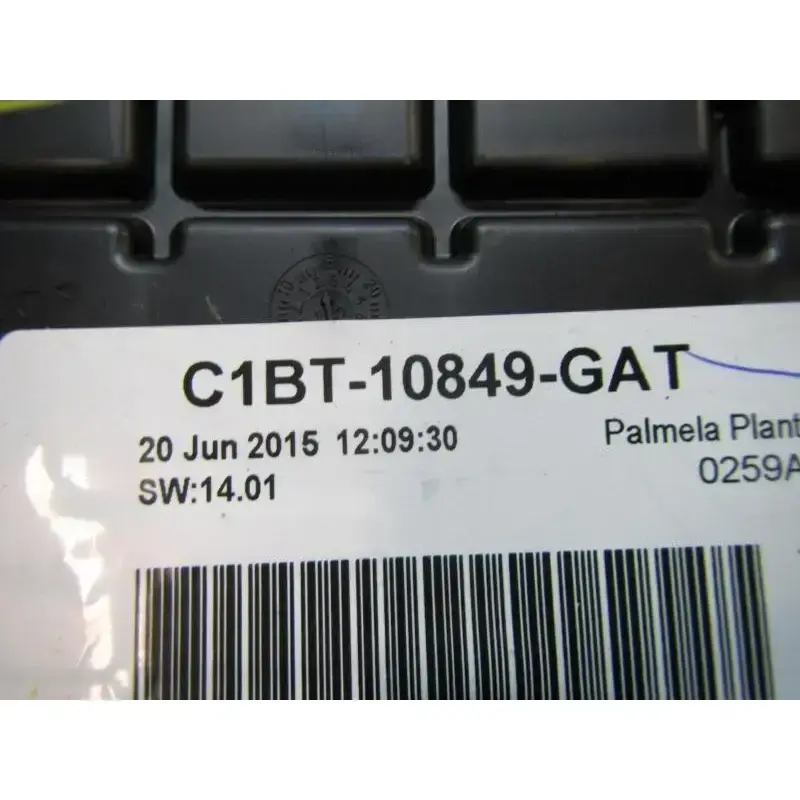 C1BT-10849-GAT
20 Jun 2015 12:09:30
Palmela Plant
SW:14.01
0259A